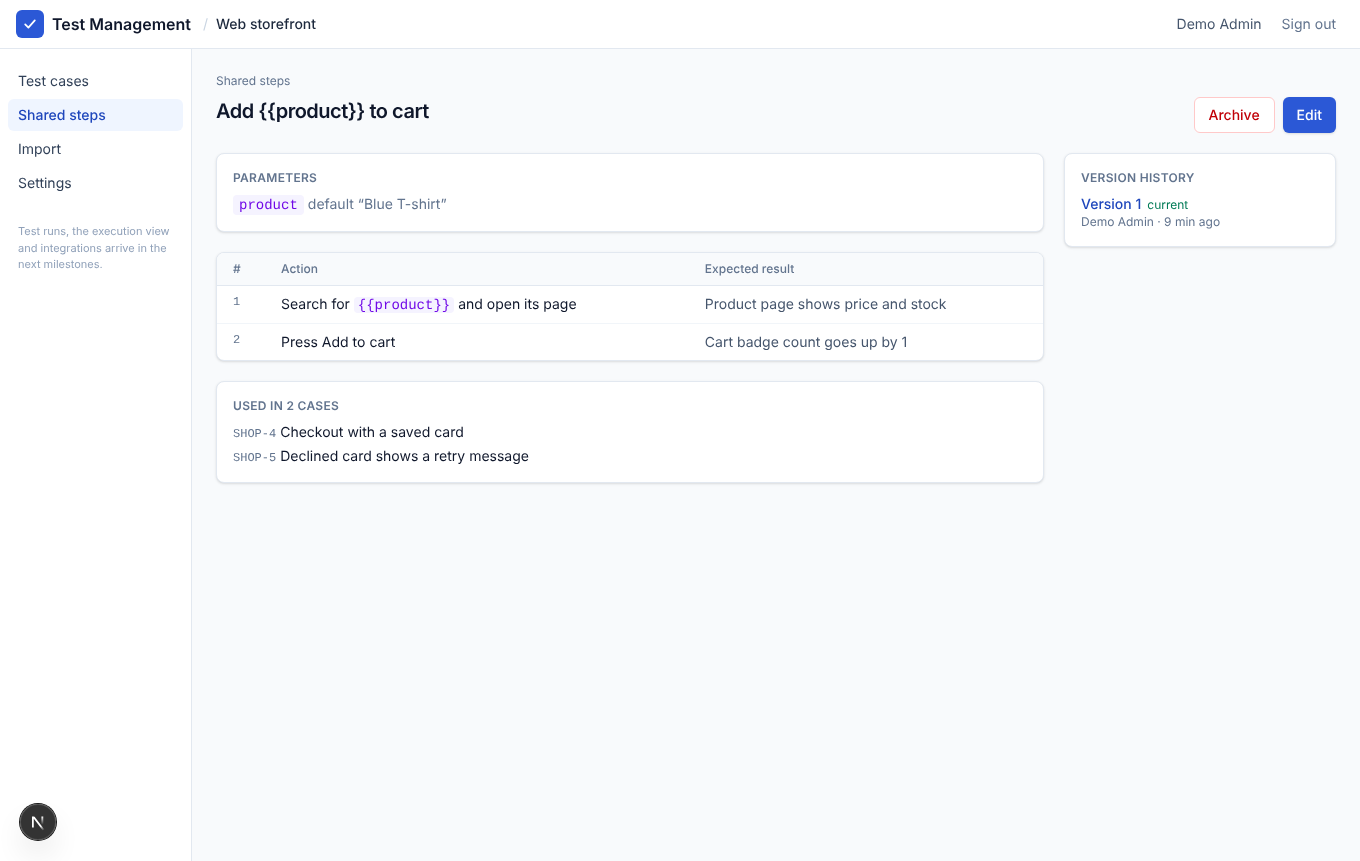 Test Management / Web storefront
Demo Admin
Sign out
Test cases
Shared steps
Import
Settings
Test runs, the execution view
and integrations arrive in the
next milestones.
Shared steps
Add {{product}} to cart
Archive
Edit
PARAMETERS
product default “Blue T-shirt”
# Action Expected result
1 Search for {{product}} and open its page Product page shows price and stock
2 Press Add to cart Cart badge count goes up by 1
USED IN 2 CASES
SHOP-4 Checkout with a saved card
SHOP-5 Declined card shows a retry message
VERSION HISTORY
Version 1 current
Demo Admin · 9 min ago
N